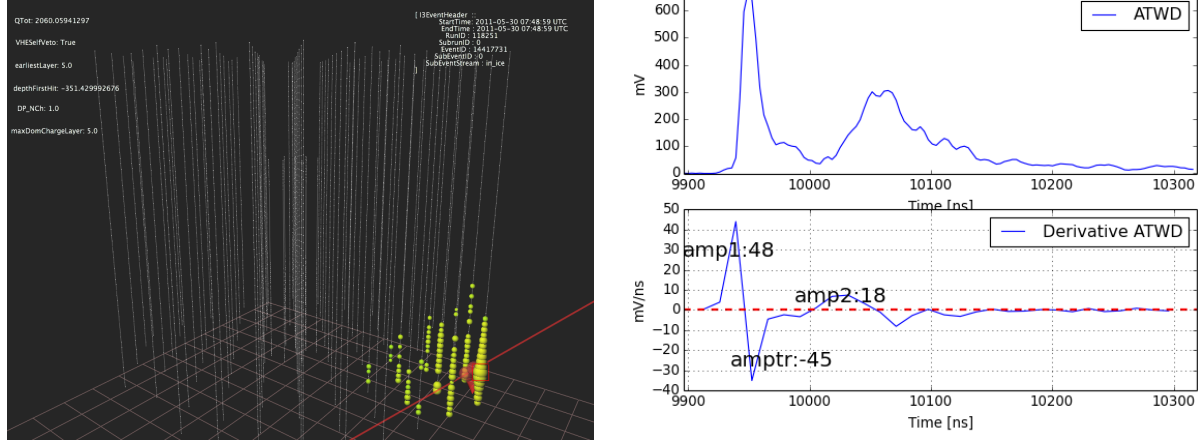 QTot: 2060.05941297
VHESelfVeto: True
earliestLayer: 5.0
depthFirstHit: -351.429992676
DP_NCh: 1.0
maxDomChargeLayer: 5.0
[ I3EventHeader ::
StartTime: 2011-05-30 07:48:59 UTC
EndTime : 2011-05-30 07:48:59 UTC
RunID : 118251
SubrunID : 0
EventID : 14417731
SubEventID : 0
SubEventStream : in_ice
]
ATWD
600
500
400
300
200
100
0
mV
9900 10000 10100 10200 10300
Time [ns]
Derivative ATWD
50
40
30
20
10
0
−10
−20
−30
−40
mV/ns
amp1:48
amp2:18
amptr:-45
9900 10000 10100 10200 10300
Time [ns]